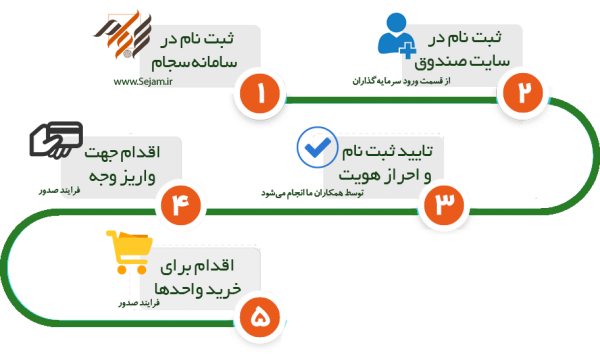 ثبت نام در
سامانه سجام
www.Sejam.ir
۱
ثبت نام در
سایت صندوق
از قسمت ورود سرمایه گذاران
۲
تایید ثبت نام
و احراز هویت
توسط همکاران ما انجام می‌شود
۳
اقدام جهت
واریز وجه
فرایند صدور
۴
اقدام برای
خرید واحدها
فرایند صدور
۵